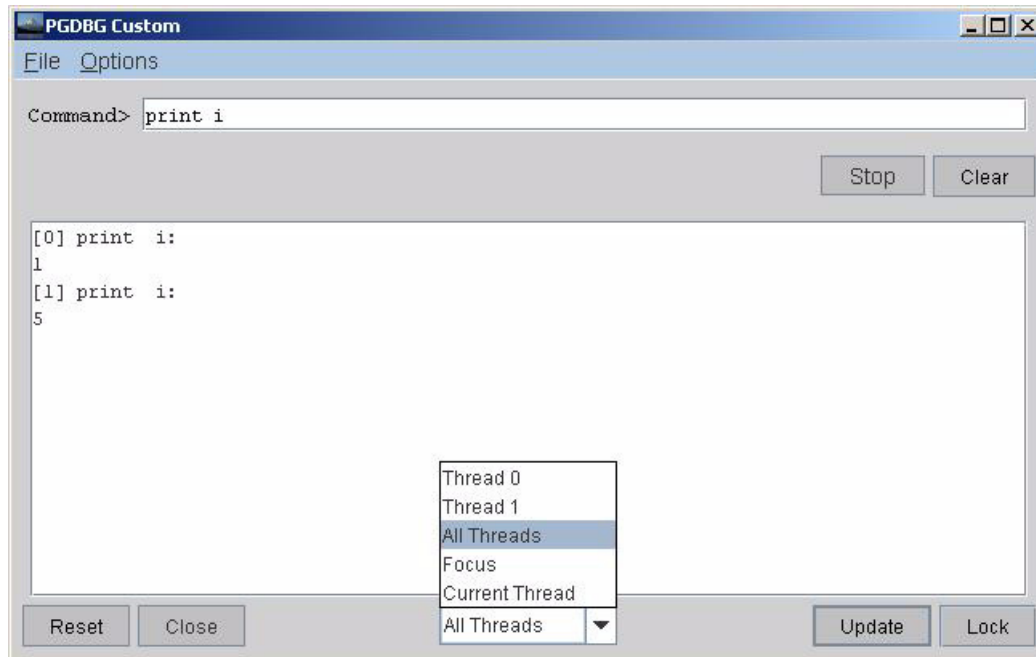 PGDBG Custom
File Options
Command> print i
Stop Clear
[0] print i:
1
[1] print i:
5
Thread 0
Thread 1
All Threads
Focus
Current Thread
Reset Close All Threads Update Lock